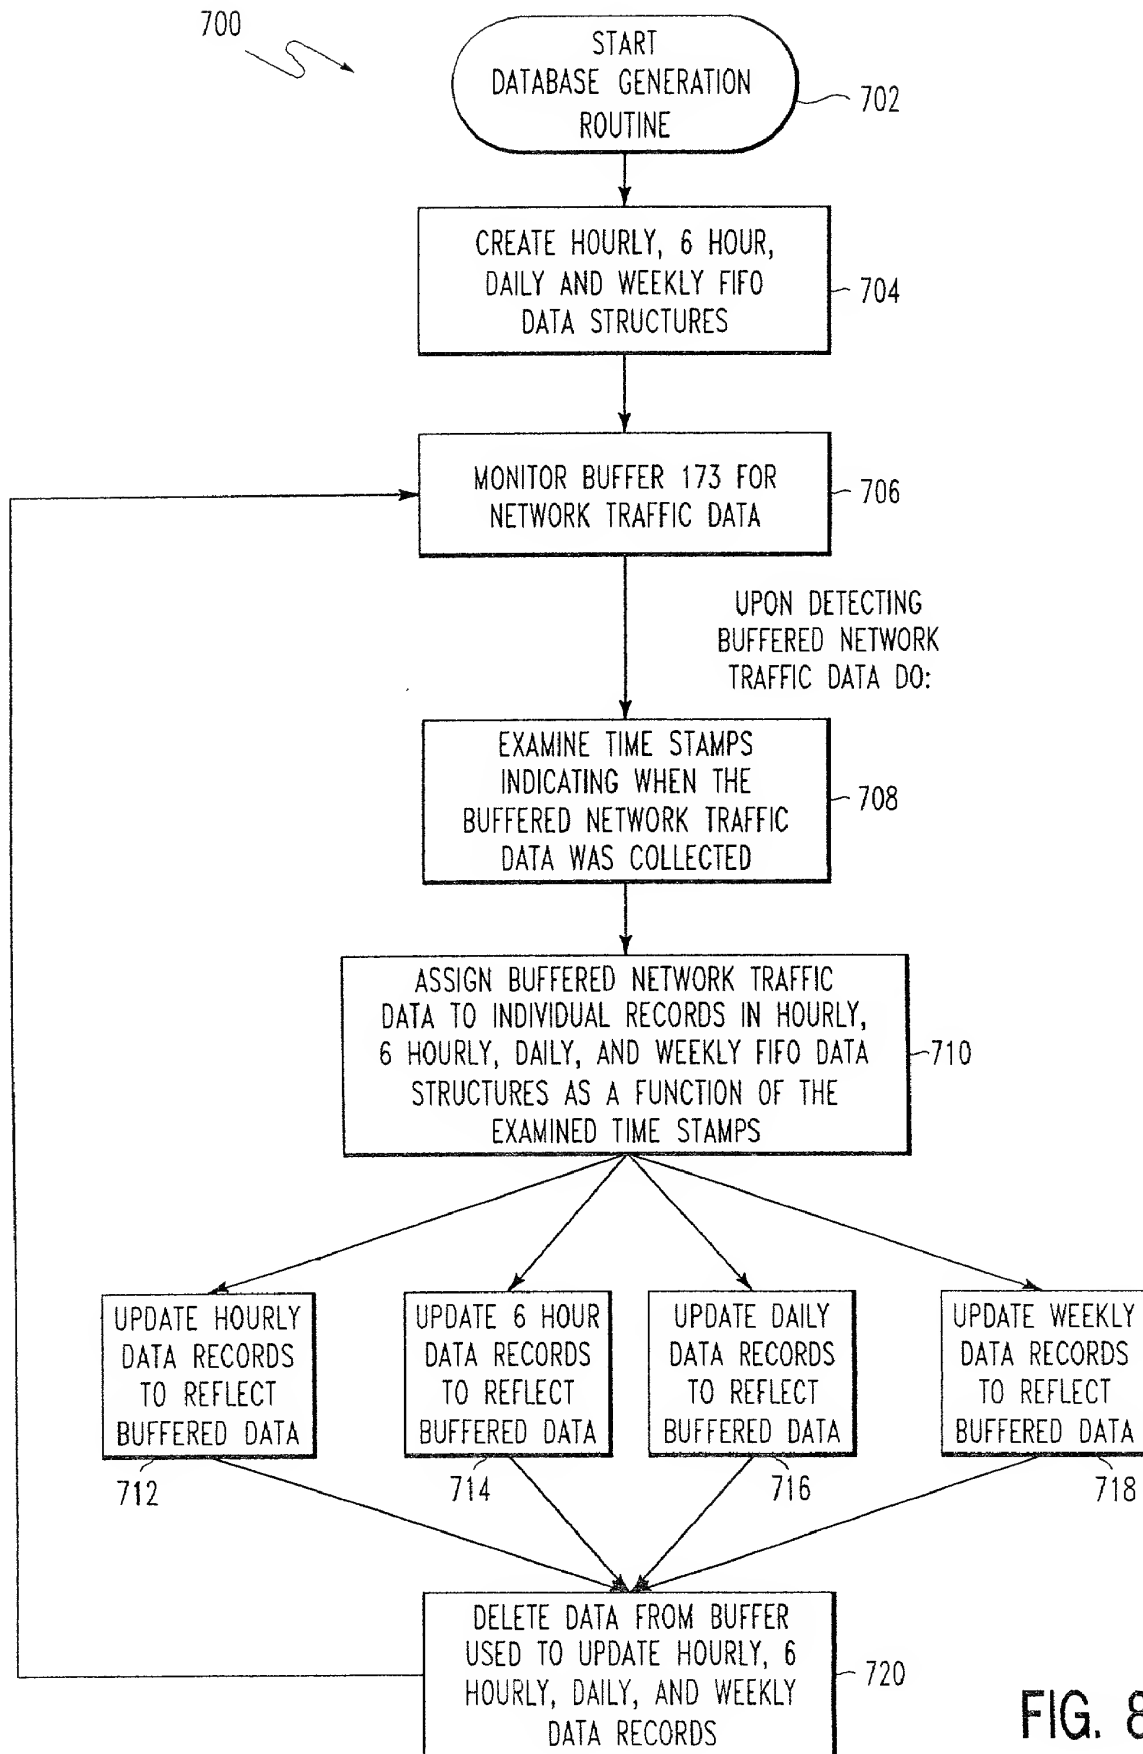 700
START
DATABASE GENERATION
ROUTINE
702
CREATE HOURLY, 6 HOUR,
DAILY AND WEEKLY FIFO
DATA STRUCTURES
704
MONITOR BUFFER 173 FOR
NETWORK TRAFFIC DATA
706
UPON DETECTING
BUFFERED NETWORK
TRAFFIC DATA DO:
EXAMINE TIME STAMPS
INDICATING WHEN THE
BUFFERED NETWORK TRAFFIC
DATA WAS COLLECTED
708
ASSIGN BUFFERED NETWORK TRAFFIC
DATA TO INDIVIDUAL RECORDS IN HOURLY,
6 HOURLY, DAILY, AND WEEKLY FIFO DATA
STRUCTURES AS A FUNCTION OF THE
EXAMINED TIME STAMPS
710
UPDATE HOURLY
DATA RECORDS
TO REFLECT
BUFFERED DATA
712
UPDATE 6 HOUR
DATA RECORDS
TO REFLECT
BUFFERED DATA
714
UPDATE DAILY
DATA RECORDS
TO REFLECT
BUFFERED DATA
716
UPDATE WEEKLY
DATA RECORDS
TO REFLECT
BUFFERED DATA
718
DELETE DATA FROM BUFFER
USED TO UPDATE HOURLY, 6
HOURLY, DAILY, AND WEEKLY
DATA RECORDS
720
FIG. 8